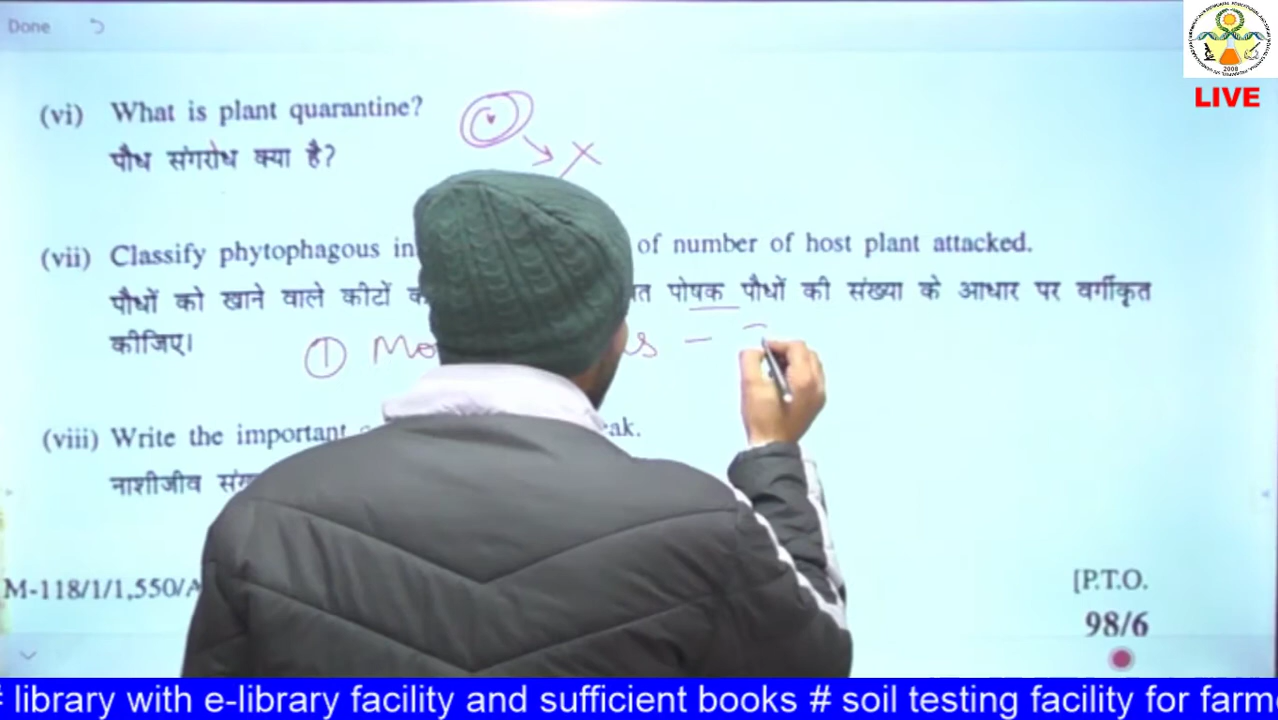 Done
2008
LIVE
(vi) What is plant quarantine?
पौध संगरोध क्या है?
(vii) Classify phytophagous in of number of host plant attacked.
पौधों को खाने वाले कीटों पोषक पौधों की संख्या के आधार पर वर्गीकृत
कीजिए।
① Mo s –
(viii) Write the important
नाशीजीव
M-118/1/1,550/A
[P.T.O.
98/6
# library with e-library facility and sufficient books # soil testing facility for farm